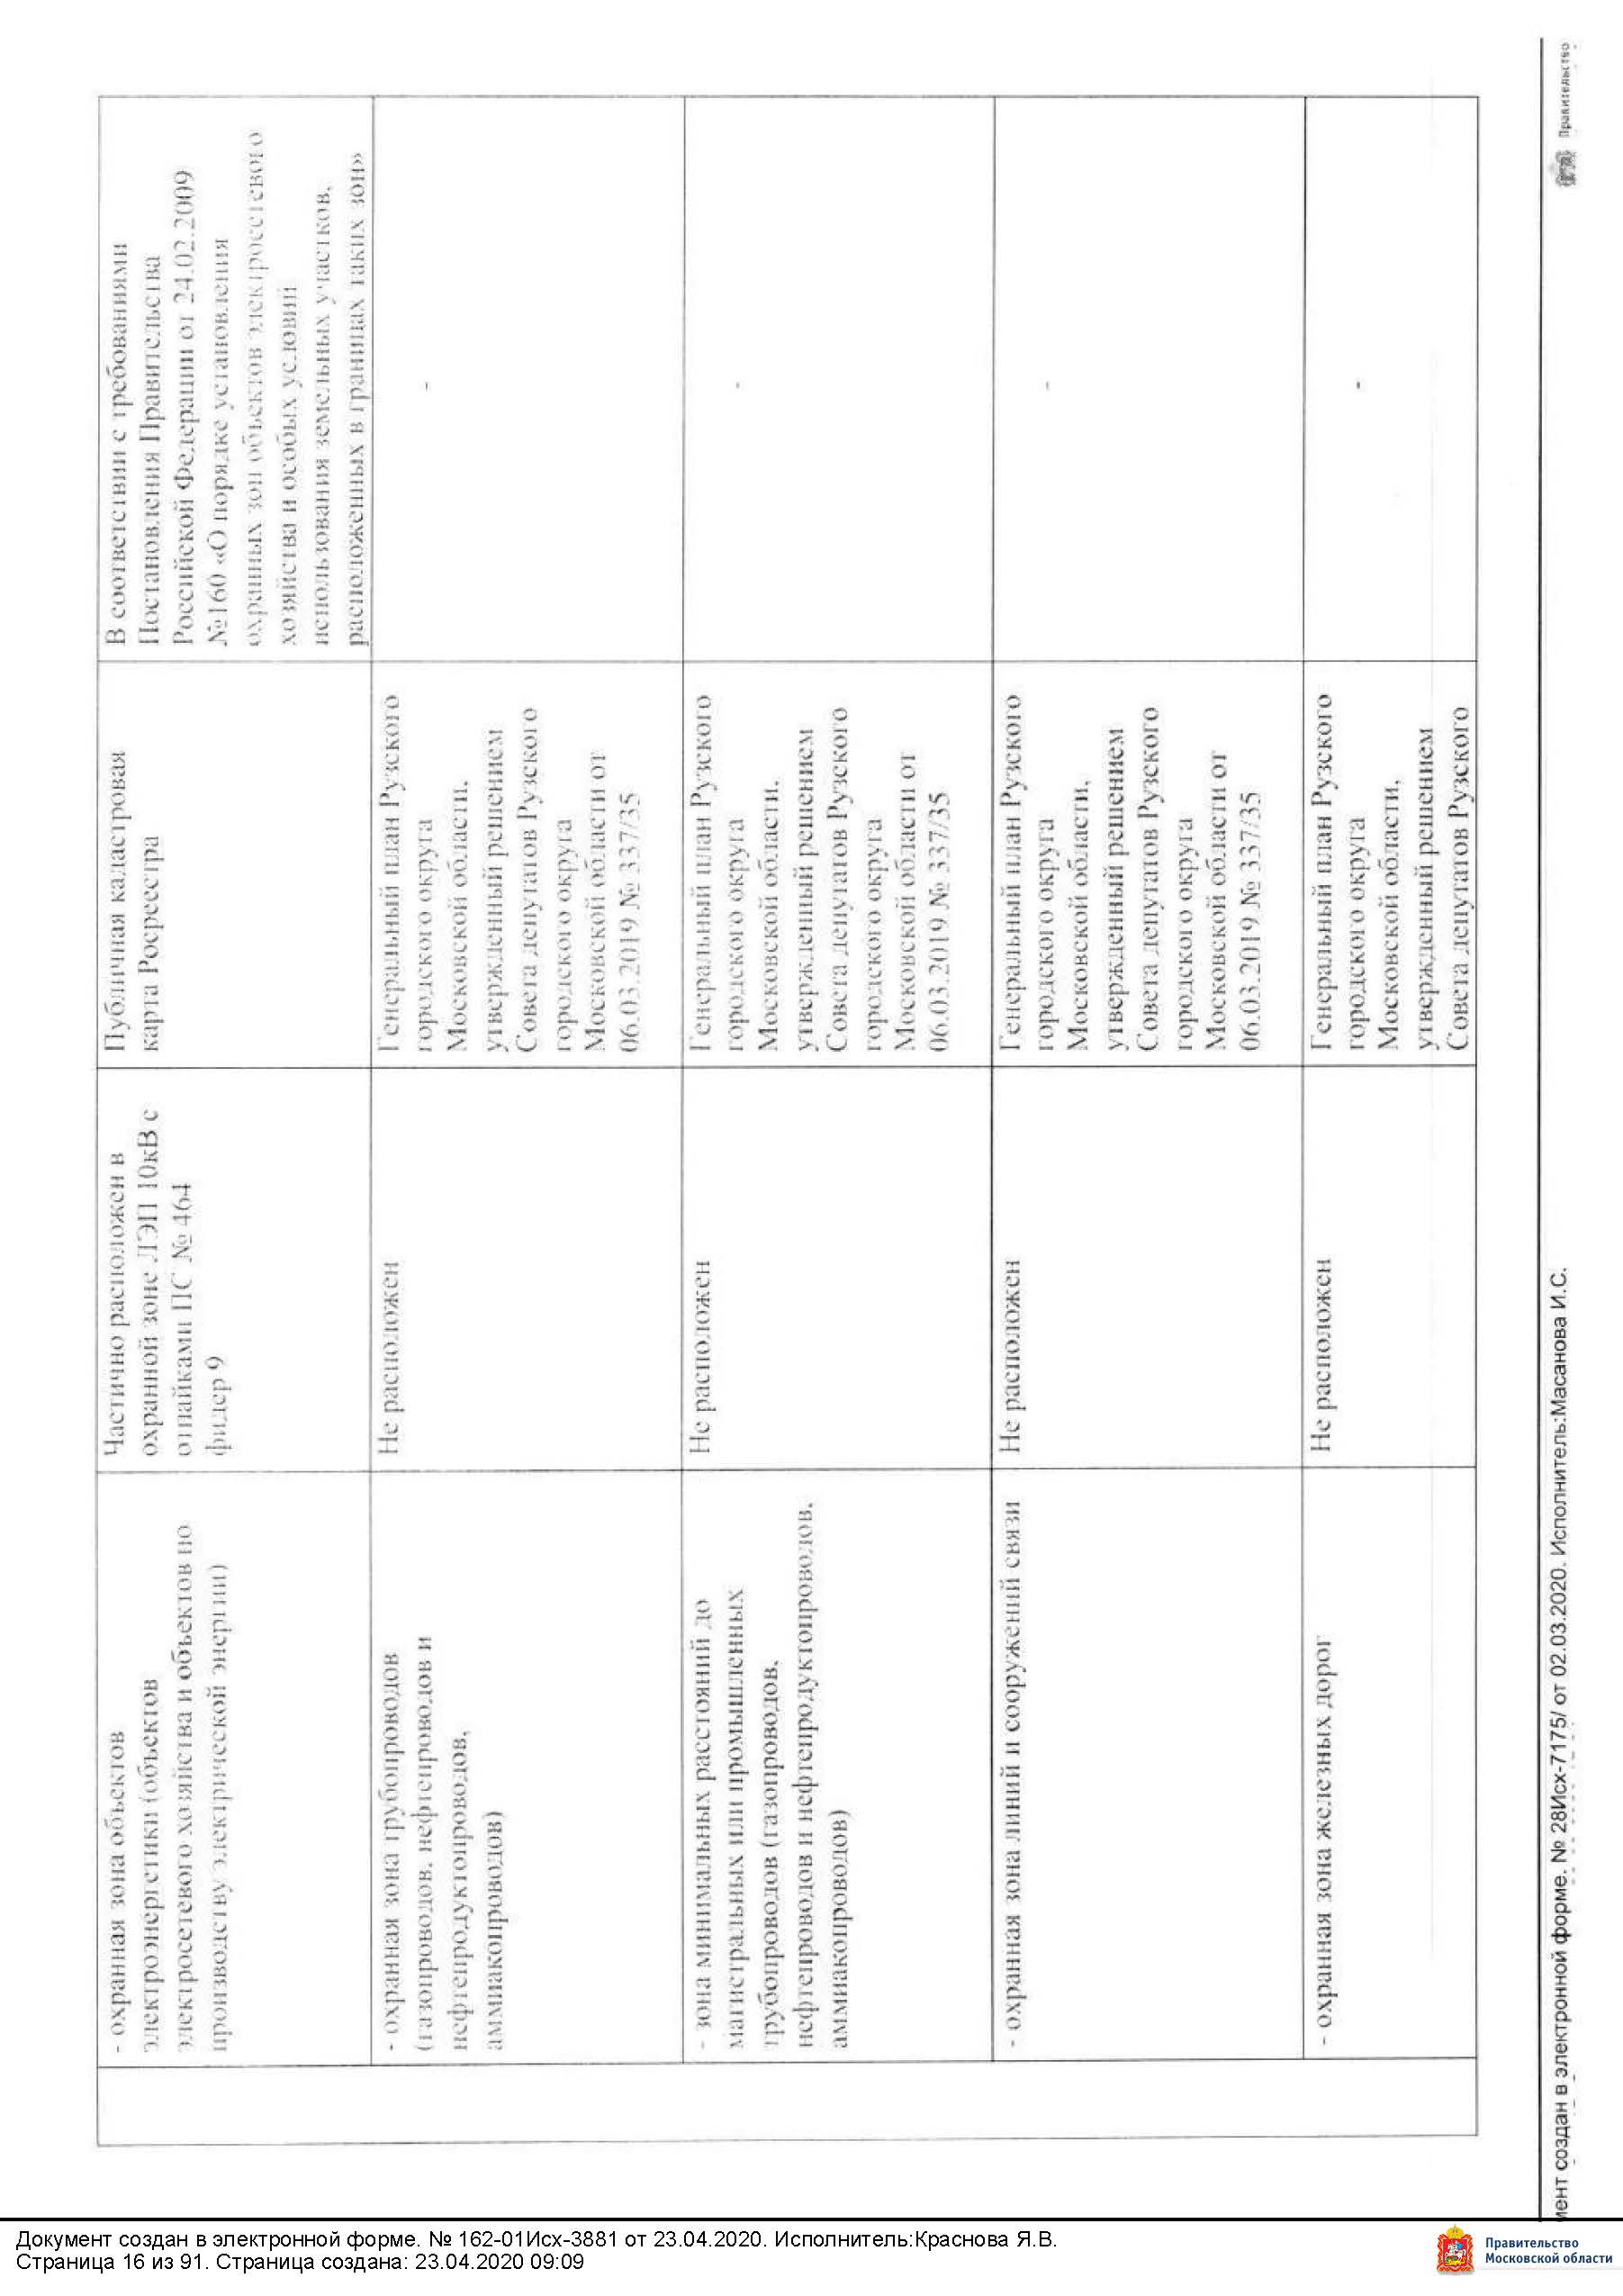 - охранная зона объектов
электроэнергетики (объектов
электросетевого хозяйства и объектов по
производству электрической энергии)
Частично расположен в
охранной зоне ЛЭП 10кВ с
отпайками ПС № 464
фидер 9
Публичная кадастровая
карта Росреестра
В соответствии с требованиями
Постановления Правительства
Российской Федерации от 24.02.2009
№160 «О порядке установления
охранных зон объектов электросетевого
хозяйства и особых условий
использования земельных участков,
расположенных в границах таких зон»
- охранная зона трубопроводов
(газопроводов, нефтепроводов и
нефтепродуктопроводов,
аммиакопроводов)
Не расположен
Генеральный план Рузского
городского округа
Московской области,
утвержденный решением
Совета депутатов Рузского
городского округа
Московской области от
06.03.2019 № 337/35
-
- зона минимальных расстояний до
магистральных или промышленных
трубопроводов (газопроводов,
нефтепроводов и нефтепродуктопроводов,
аммиакопроводов)
Не расположен
Генеральный план Рузского
городского округа
Московской области,
утвержденный решением
Совета депутатов Рузского
городского округа
Московской области от
06.03.2019 № 337/35
-
- охранная зона линий и сооружений связи
Не расположен
Генеральный план Рузского
городского округа
Московской области,
утвержденный решением
Совета депутатов Рузского
городского округа
Московской области от
06.03.2019 № 337/35
-
- охранная зона железных дорог
Не расположен
Генеральный план Рузского
городского округа
Московской области,
утвержденный решением
Совета депутатов Рузского
-
мент создан в электронной форме. № 28Исх-7175/ от 02.03.2020. Исполнитель:Масанова И.С.
Правительство
Документ создан в электронной форме. № 162-01Исх-3881 от 23.04.2020. Исполнитель:Краснова Я.В.
Страница 16 из 91. Страница создана: 23.04.2020 09:09
Правительство
Московской области